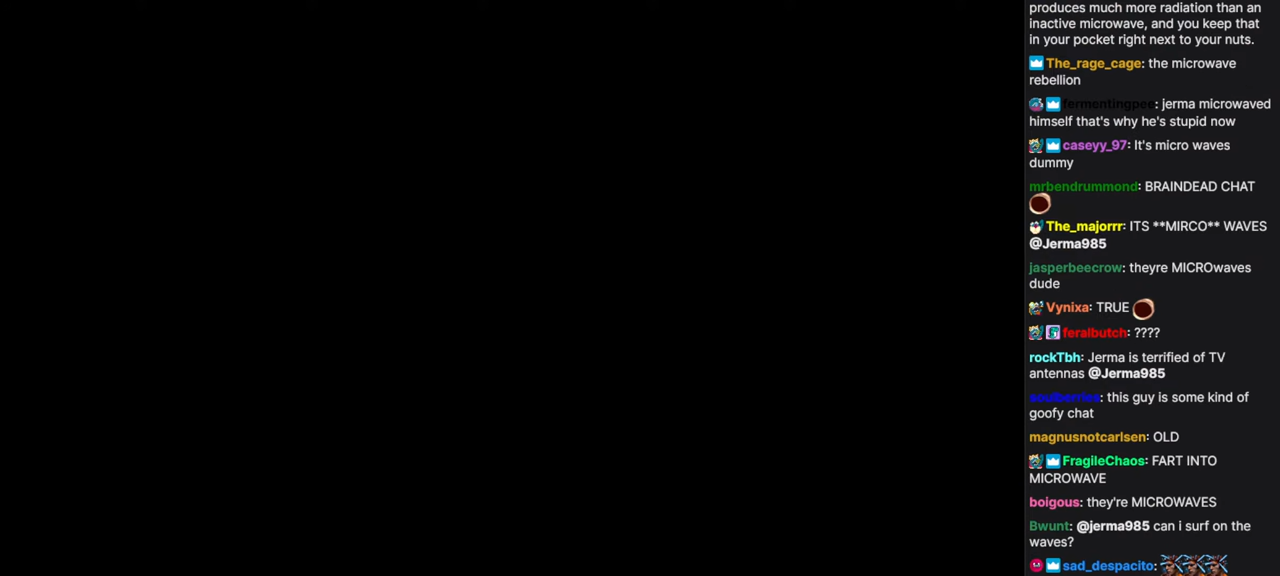 produces much more radiation than an
inactive microwave, and you keep that
in your pocket right next to your nuts.
The_rage_cage: the microwave
rebellion
fermentingpee: jerma microwaved
himself that's why he's stupid now
caseyy_97: It's micro waves
dummy
mrbendrummond: BRAINDEAD CHAT
The_majorrr: ITS **MIRCO** WAVES
@Jerma985
jasperbeecrow: theyre MICROwaves
dude
Vynixa: TRUE
feralbutch: ????
rockTbh: Jerma is terrified of TV
antennas @Jerma985
soulberries: this guy is some kind of
goofy chat
magnusnotcarlsen: OLD
FragileChaos: FART INTO
MICROWAVE
boigous: they're MICROWAVES
Bwunt: @jerma985 can i surf on the
waves?
sad_despacito: